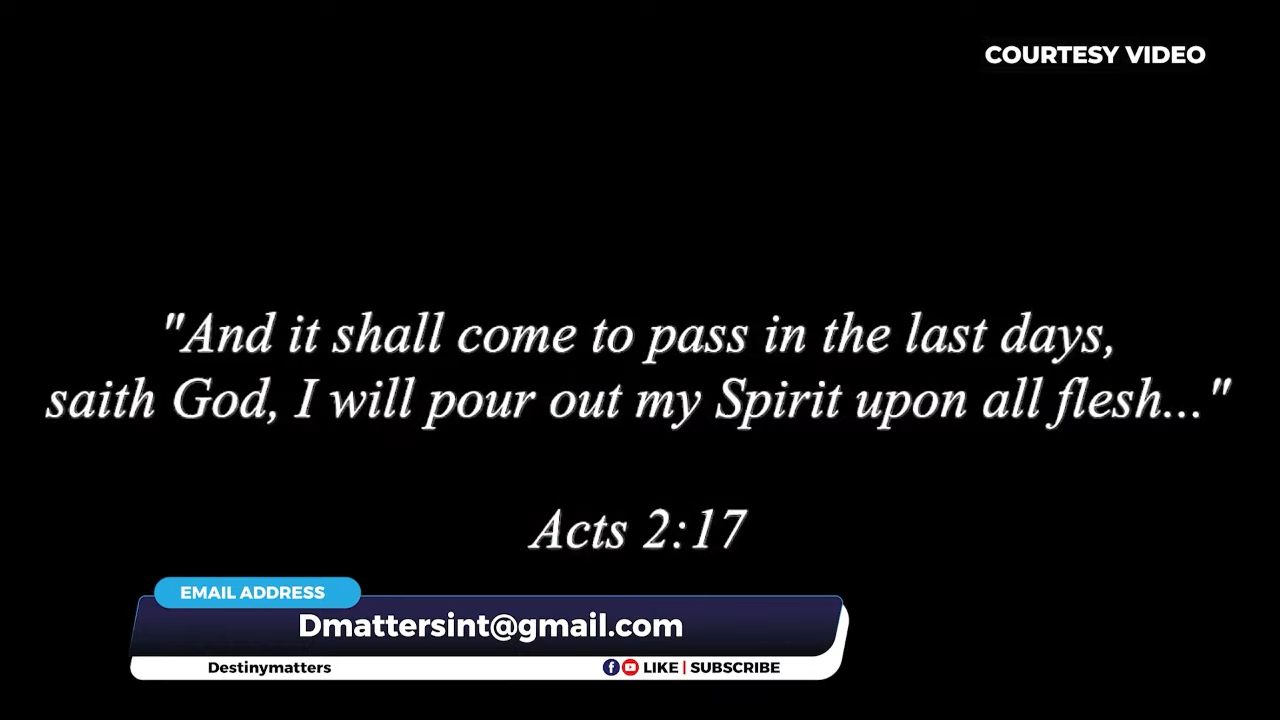 COURTESY VIDEO
"And it shall come to pass in the last days,
saith God, I will pour out my Spirit upon all flesh..."
Acts 2:17
EMAIL ADDRESS
Dmattersint@gmail.com
Destinymatters
LIKE | SUBSCRIBE